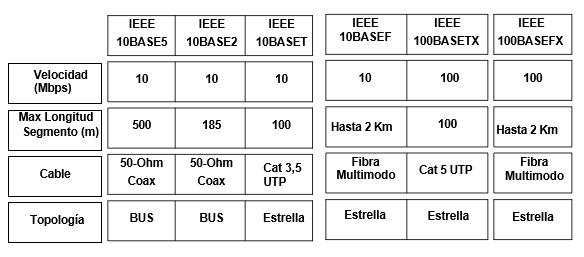 IEEE 10BASE5 IEEE 10BASE2 IEEE 10BASET IEEE 10BASEF IEEE 100BASETX IEEE 100BASEFX
Velocidad (Mbps) 10 10 10 10 100 100
Max Longitud Segmento (m) 500 185 100 Hasta 2 Km 100 Hasta 2 Km
Cable 50-Ohm Coax 50-Ohm Coax Cat 3,5 UTP Fibra Multimodo Cat 5 UTP Fibra Multimodo
Topología BUS BUS Estrella Estrella Estrella Estrella